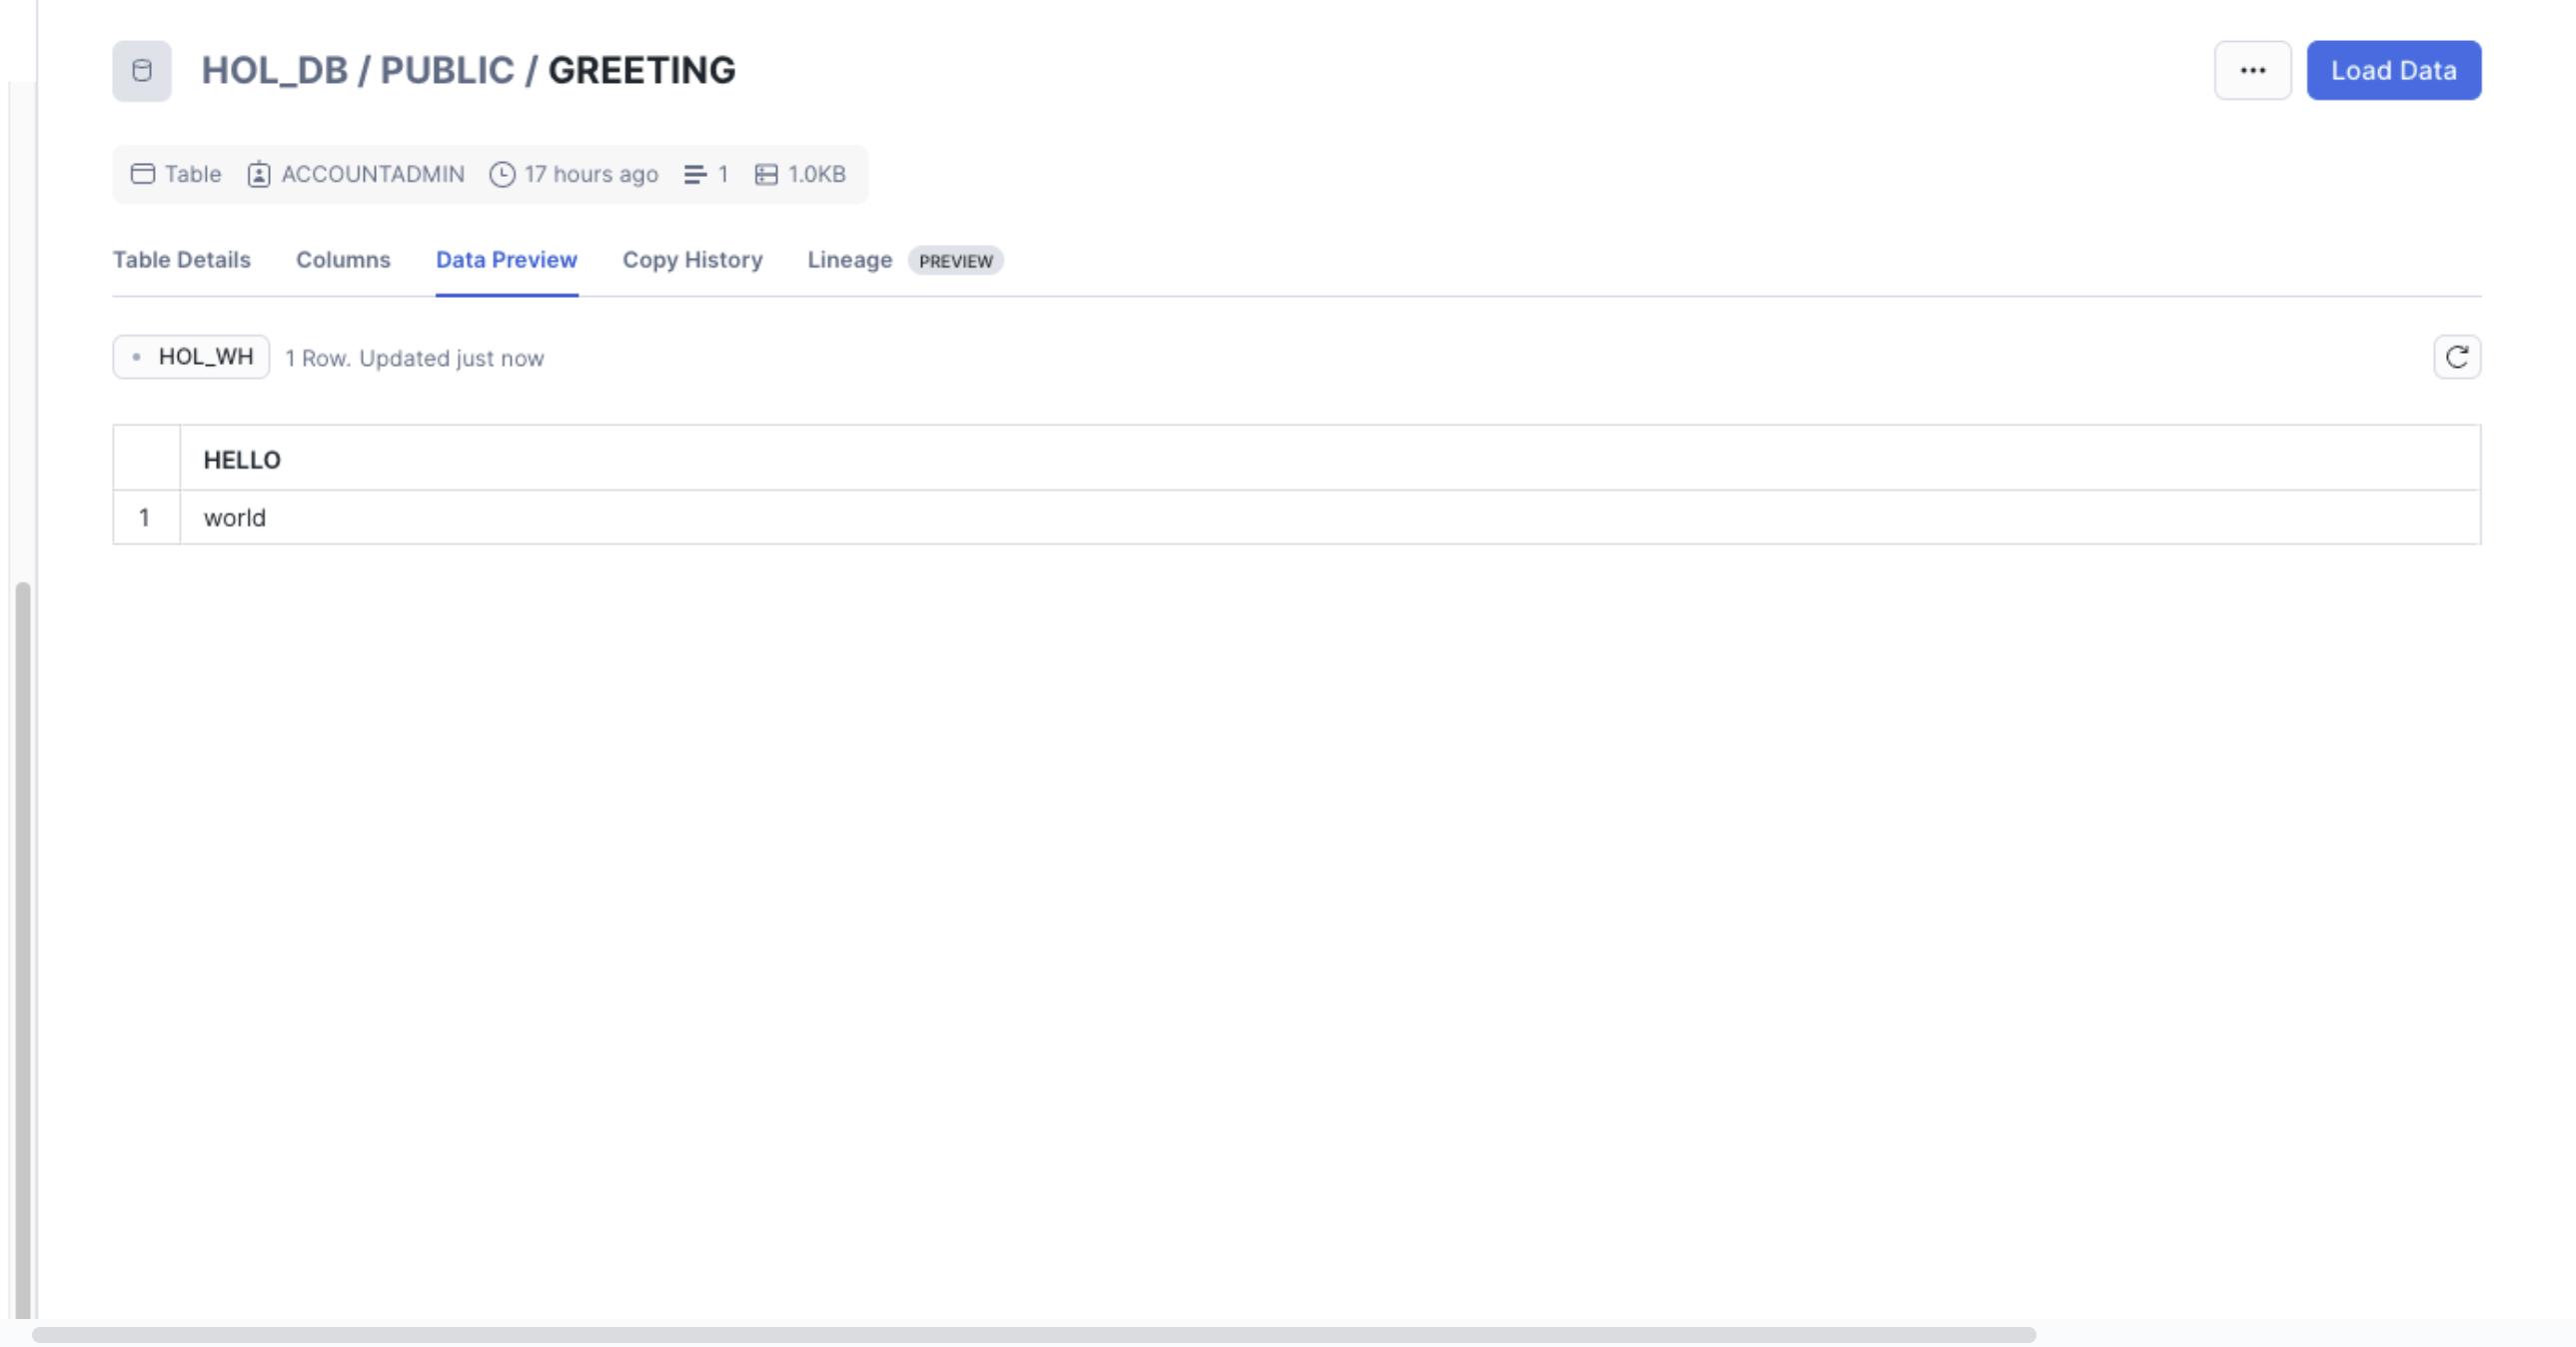 HOL_DB / PUBLIC / GREETING
... Load Data
Table ACCOUNTADMIN 17 hours ago 1 1.0KB
Table Details Columns Data Preview Copy History Lineage PREVIEW
HOL_WH 1 Row. Updated just now
HELLO
1 world